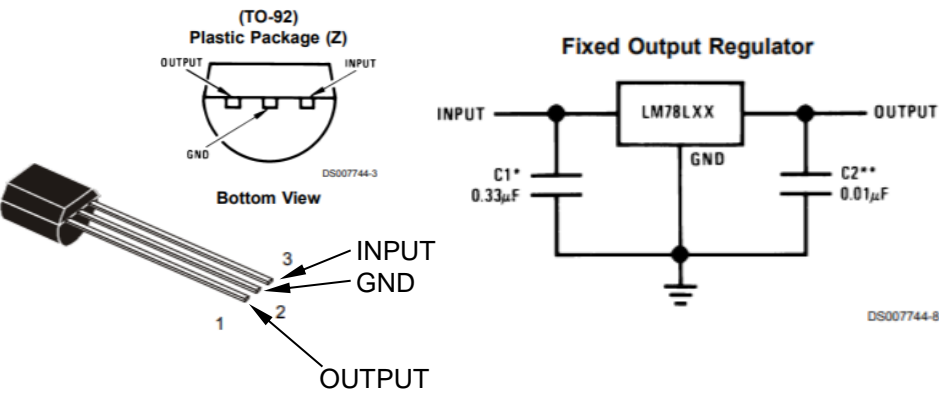 (TO-92)
Plastic Package (Z)
OUTPUT
INPUT
GND
DS007744-3
Bottom View
3
INPUT
GND
2
1
OUTPUT
Fixed Output Regulator
INPUT
LM78LXX
OUTPUT
GND
C1*
0.33µF
C2**
0.01µF
DS007744-8